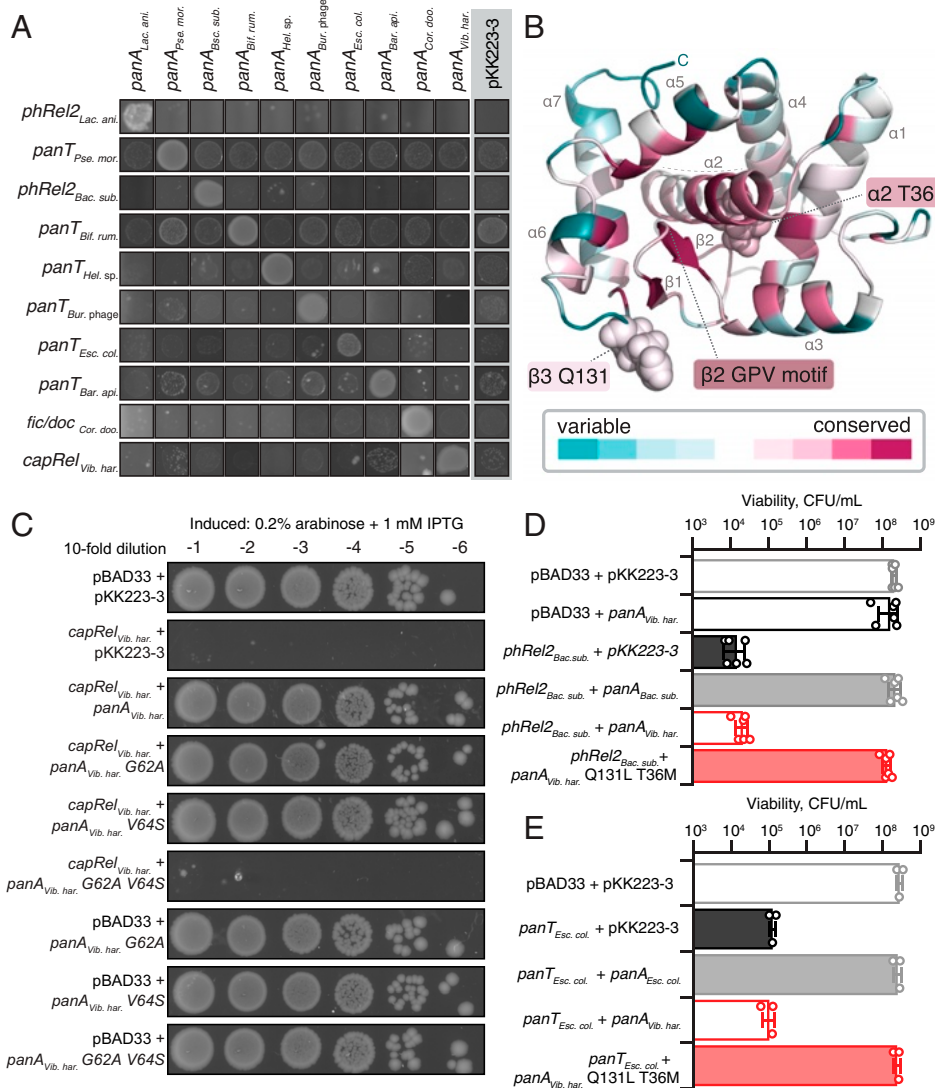 A
panA Lac. ani.
panA Pse. mor.
panA Bsc. sub.
panA Bif. rum.
panA Hel. sp.
panA Bur. phage
panA Esc. col.
panA Bar. api.
panA Cor. doo.
panA Vib. har.
pKK223-3
phRel2 Lac. ani.
panT Pse. mor.
phRel2 Bac. sub.
panT Bif. rum.
panT Hel. sp.
panT Bur. phage
panT Esc. col.
panT Bar. api.
fic/doc Cor. doo.
capRel Vib. har.
B
C
α5
α7
α4
α1
α2
α2 T36
α6
β2
β1
α3
β3 Q131
β2 GPV motif
variable conserved
C
Induced: 0.2% arabinose + 1 mM IPTG
10-fold dilution -1 -2 -3 -4 -5 -6
pBAD33 +
pKK223-3
capRel Vib. har. +
pKK223-3
capRel Vib. har. +
panA Vib. har.
capRel Vib. har. +
panA Vib. har. G62A
capRel Vib. har. +
panA Vib. har. V64S
capRel Vib. har. +
panA Vib. har. G62A V64S
pBAD33 +
panA Vib. har. G62A
pBAD33 +
panA Vib. har. V64S
pBAD33 +
panA Vib. har. G62A V64S
D
Viability, CFU/mL
10³ 10⁴ 10⁵ 10⁶ 10⁷ 10⁸ 10⁹
pBAD33 + pKK223-3
pBAD33 + panA Vib. har.
phRel2 Bac.sub. + pKK223-3
phRel2 Bac. sub. + panA Bac. sub.
phRel2 Bac. sub. + panA Vib. har.
phRel2 Bac. sub. +
panA Vib. har. Q131L T36M
E
Viability, CFU/mL
10³ 10⁴ 10⁵ 10⁶ 10⁷ 10⁸ 10⁹
pBAD33 + pKK223-3
panT Esc. col. + pKK223-3
panT Esc. col. + panA Esc. col.
panT Esc. col. + panA Vib. har.
panT Esc. col. +
panA Vib. har. Q131L T36M